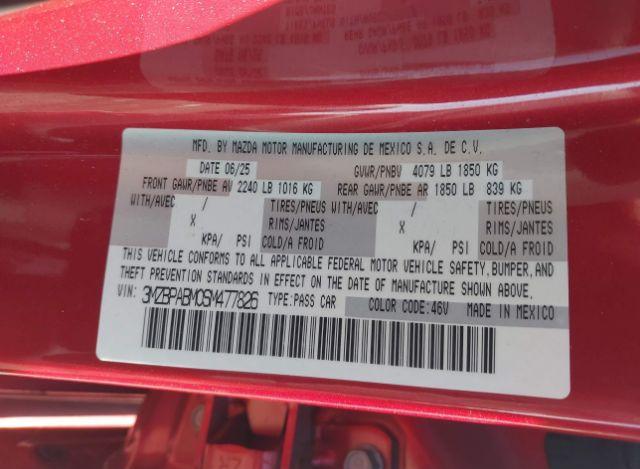 MFD. BY MAZDA MOTOR MANUFACTURING DE MEXICO S.A. DE C.V.
DATE 06/25 GVWR/PNBV 4079 LB 1850 KG
FRONT GAWR/PNBE AV 2240 LB 1016 KG REAR GAWR/PNBE AR 1850 LB 839 KG
WITH/AVEC / TIRES/PNEUS WITH/AVEC / TIRES/PNEUS
X RIMS/JANTES X RIMS/JANTES
KPA/ PSI COLD/A FROID KPA/ PSI COLD/A FROID
THIS VEHICLE CONFORMS TO ALL APPLICABLE FEDERAL MOTOR VEHICLE SAFETY, BUMPER, AND
THEFT PREVENTION STANDARDS IN EFFECT ON THE DATE OF MANUFACTURE SHOWN ABOVE.
VIN: 3MZBPABM0SM477826 TYPE:PASS CAR COLOR CODE:46V MADE IN MEXICO